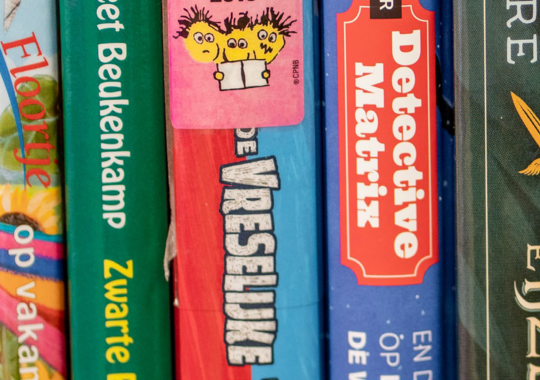 Floortje
op vakan
eet Beukenkamp
Zwarte
©CPNB
DE
VRESELIJKE
R
Detective
Matrix
EN D
OP
DE W
RE